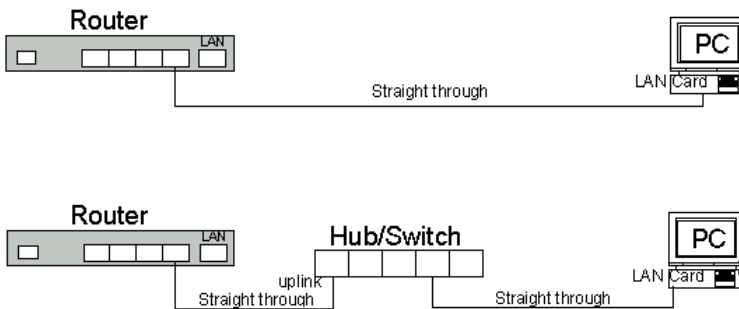 Router
LAN
PC
LAN Card
Straight through
Router
LAN
Hub/Switch
PC
uplink
LAN Card
Straight through
Straight through